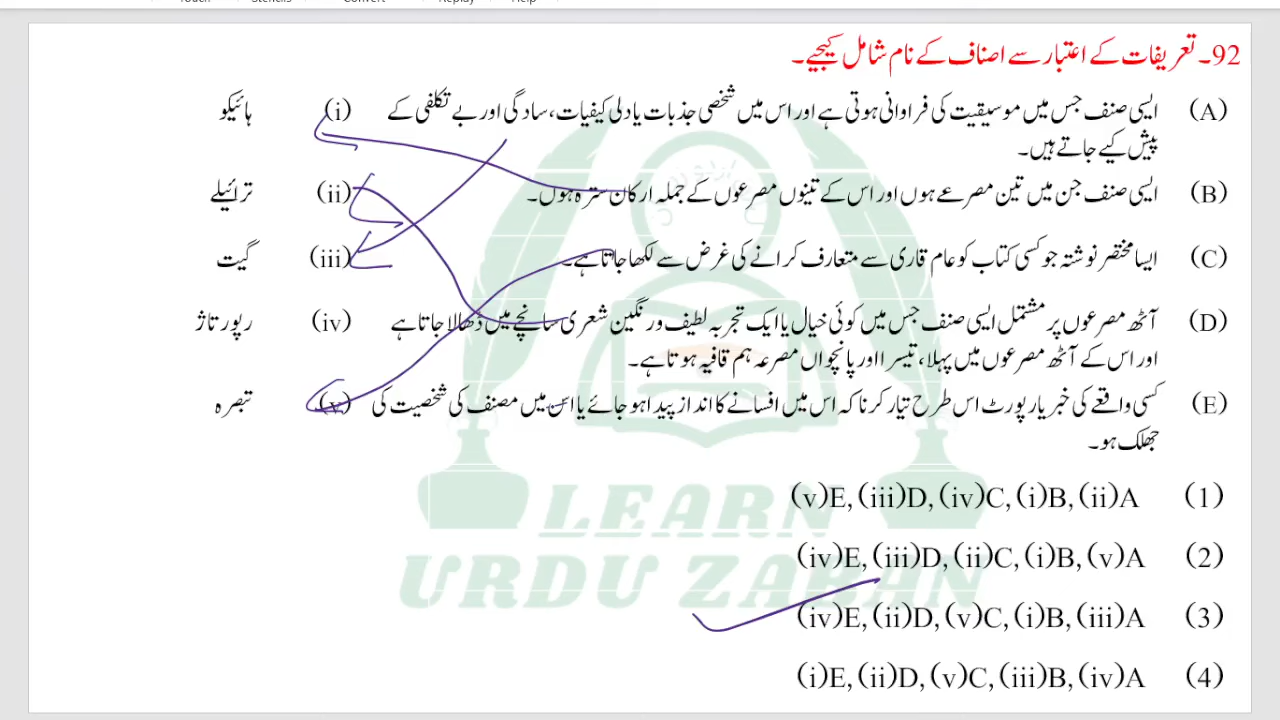 Touch Stencils Convert Replay Help
92۔ تعریفات کے اعتبار سے اصناف کے نام شامل کیجیے۔
(A) ایسی صنف جس میں موسیقیت کی فراوانی ہوتی ہے اور اس میں شخصی جذبات یا دلی کیفیات، سادگی اور بے تکلفی کے (i) ہائیکو
پیش کیے جاتے ہیں۔
(B) ایسی صنف جن میں تین مصرعے ہوں اور اس کے تینوں مصرعوں کے جملہ ارکان سترہ ہوں۔ (ii) ترائیلے
(C) ایسا مختصر نوشتہ جو کسی کتاب کو عام قاری سے متعارف کرانے کی غرض سے لکھا جاتا ہے۔ (iii) گیت
(D) آٹھ مصرعوں پر مشتمل ایسی صنف جس میں کوئی خیال یا ایک تجربہ لطیف ور نگین شعری سانچے میں ڈھالا جاتا ہے (iv) رپورتاژ
اور اس کے آٹھ مصرعوں میں پہلا، تیسرا اور پانچواں مصرعہ ہم قافیہ ہوتا ہے۔
(E) کسی واقعے کی خبر یا رپورٹ اس طرح تیار کرنا کہ اس میں افسانے کا انداز پیدا ہو جائے یا اس میں مصنف کی شخصیت کی (v) تبصرہ
جھلک ہو۔
(1) (v)E, (iii)D, (iv)C, (i)B, (ii)A
(2) (iv)E, (iii)D, (ii)C, (i)B, (v)A
(3) (iv)E, (ii)D, (v)C, (i)B, (iii)A
(4) (i)E, (ii)D, (v)C, (iii)B, (iv)A
LEARN
URDU ZABAN